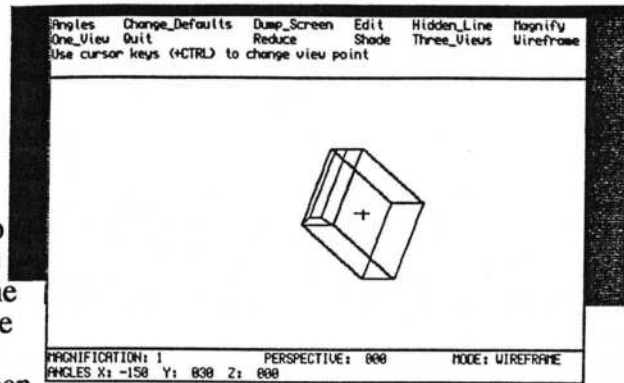 Angles Change_Defaults Dump_Screen Edit Hidden_Line Magnify
One_View Quit Reduce Shade Three_Views Wireframe
Use cursor keys (+CTRL) to change view point
MAGNIFICATION: 1 PERSPECTIVE: 000 MODE: WIREFRAME
ANGLES X: -150 Y: 030 Z: 000